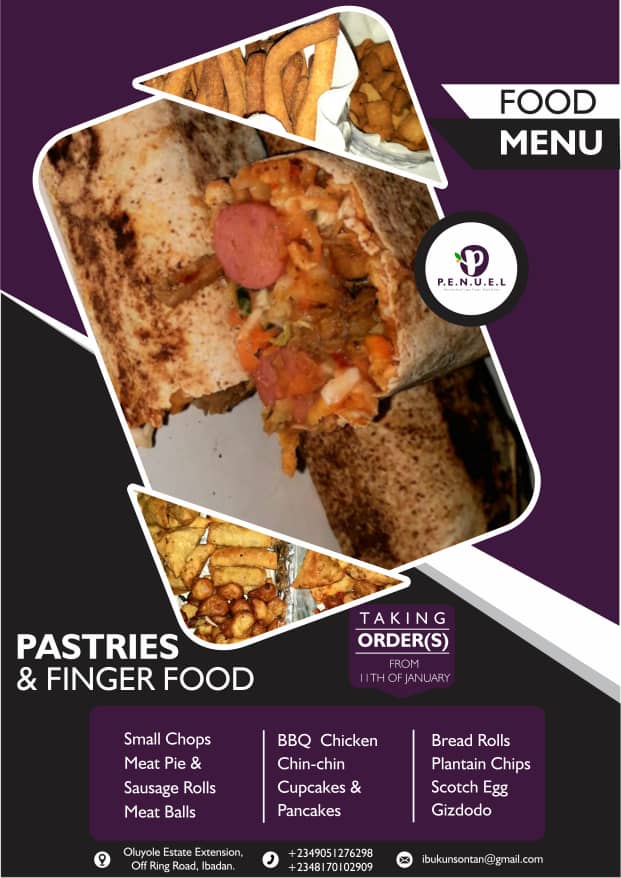 FOOD
MENU
P.E.N.U.E.L
PASTRIES
& FINGER FOOD
TAKING
ORDER(S)
FROM
11TH OF JANUARY
Small Chops
Meat Pie &
Sausage Rolls
Meat Balls
BBQ Chicken
Chin-chin
Cupcakes &
Pancakes
Bread Rolls
Plantain Chips
Scotch Egg
Gizdodo
Oluyole Estate Extension,
Off Ring Road, Ibadan.
+2349051276298
+2348170102909
ibukunsontan@gmail.com